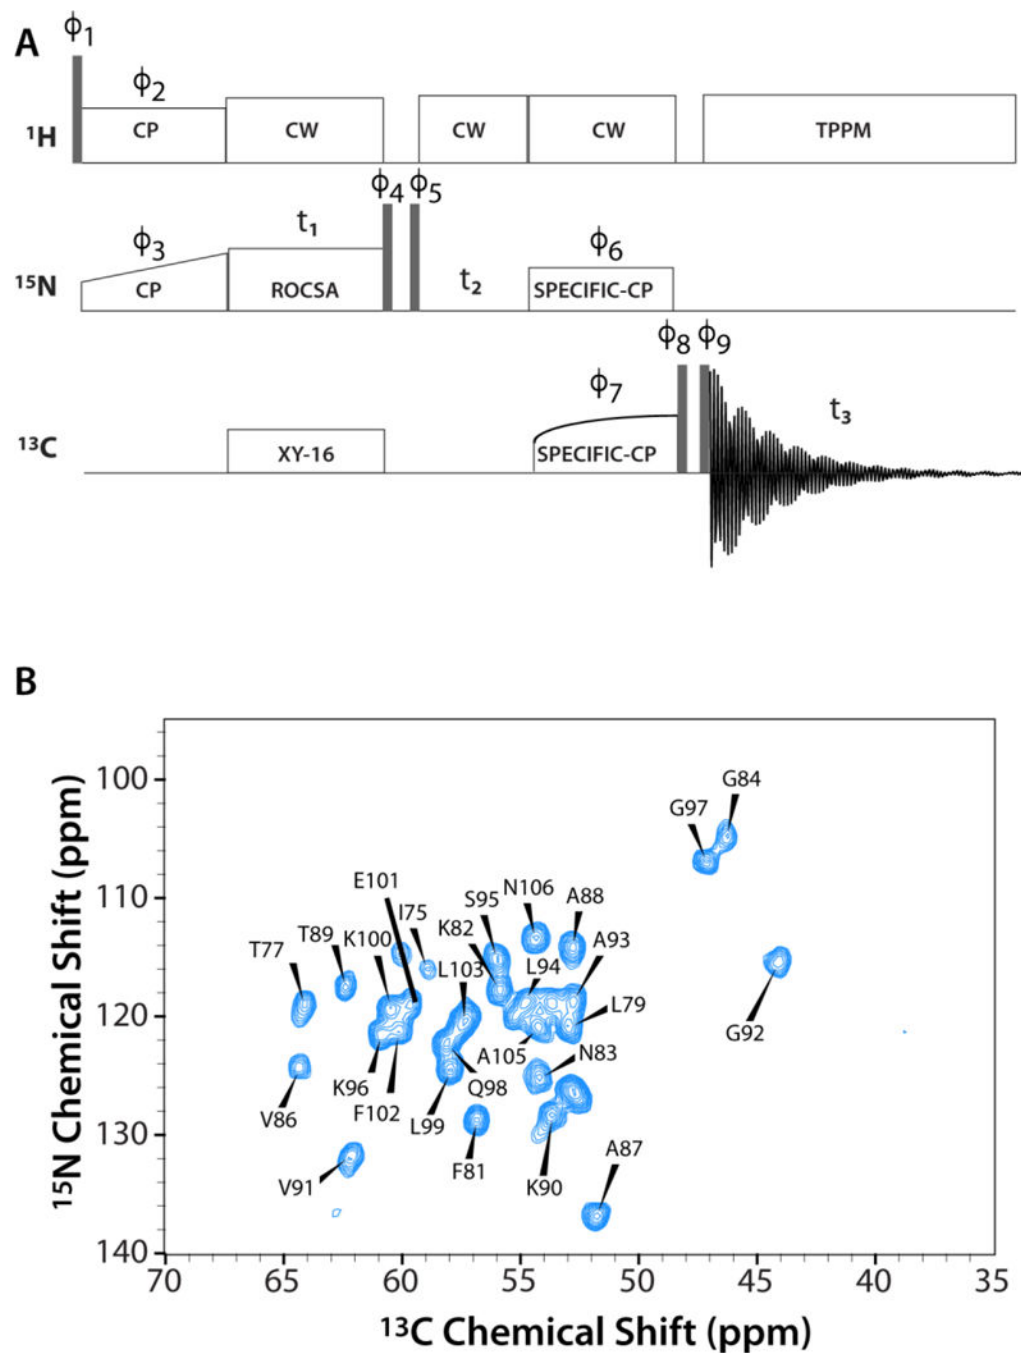 A
ϕ1
ϕ2
CP CW CW CW TPPM
1H
ϕ4 ϕ5
ϕ3 t1 ϕ6
15N
CP ROCSA t2 SPECIFIC-CP
ϕ8 ϕ9
ϕ7 t3
13C
XY-16 SPECIFIC-CP
B
15N Chemical Shift (ppm)
100
110
120
130
140
G84
G97
E101
I75
S95
N106
A88
T89
K100
K82
A93
T77
L103
L94
L79
G92
A105
N83
V86
K96
Q98
F102
L99
A87
V91
F81
K90
70 65 60 55 50 45 40 35
13C Chemical Shift (ppm)